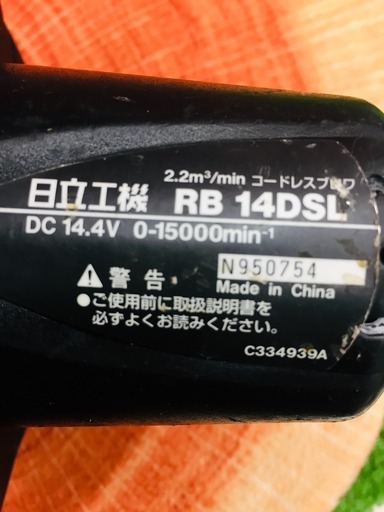 2.2m³/min コードレスブロワ
日立工機 RB 14DSL
DC 14.4V 0-15000min⁻¹
警告 N950754
Made in China
●ご使用前に取扱説明書を
必ずよくお読みください。
C334939A